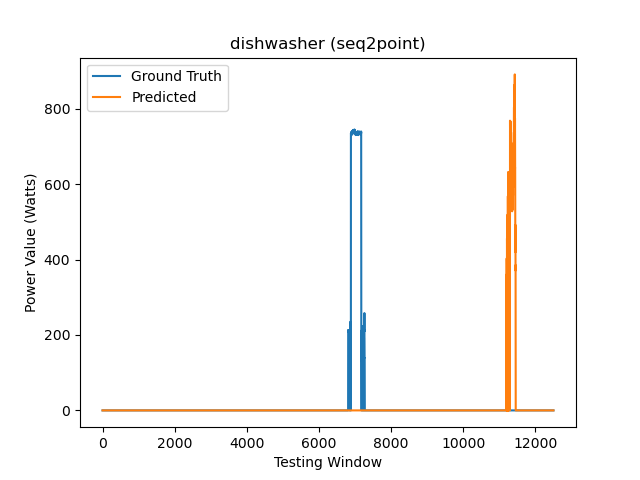 dishwasher (seq2point)
Ground Truth
Predicted
Power Value (Watts)
800
600
400
200
0
0 2000 4000 6000 8000 10000 12000
Testing Window